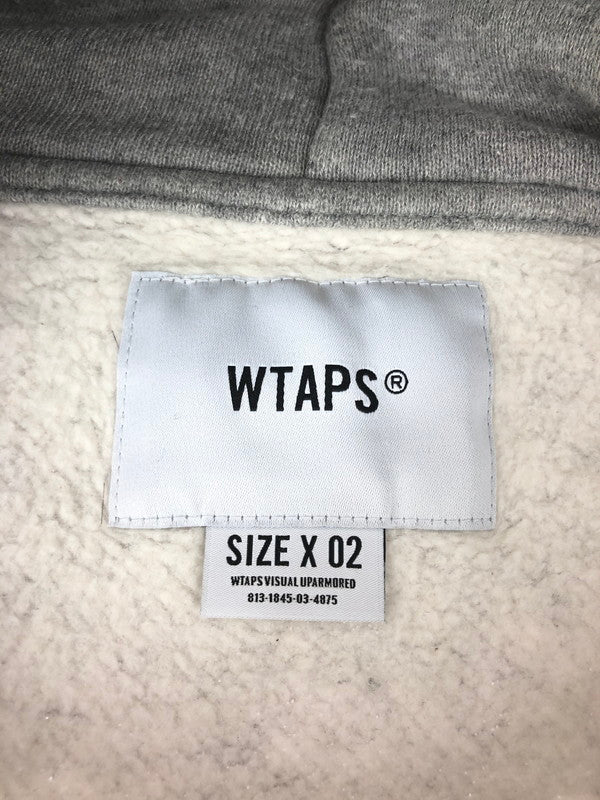 WTAPS®
SIZE X 02
WTAPS VISUAL UPARMORED
813-1845-03-4875